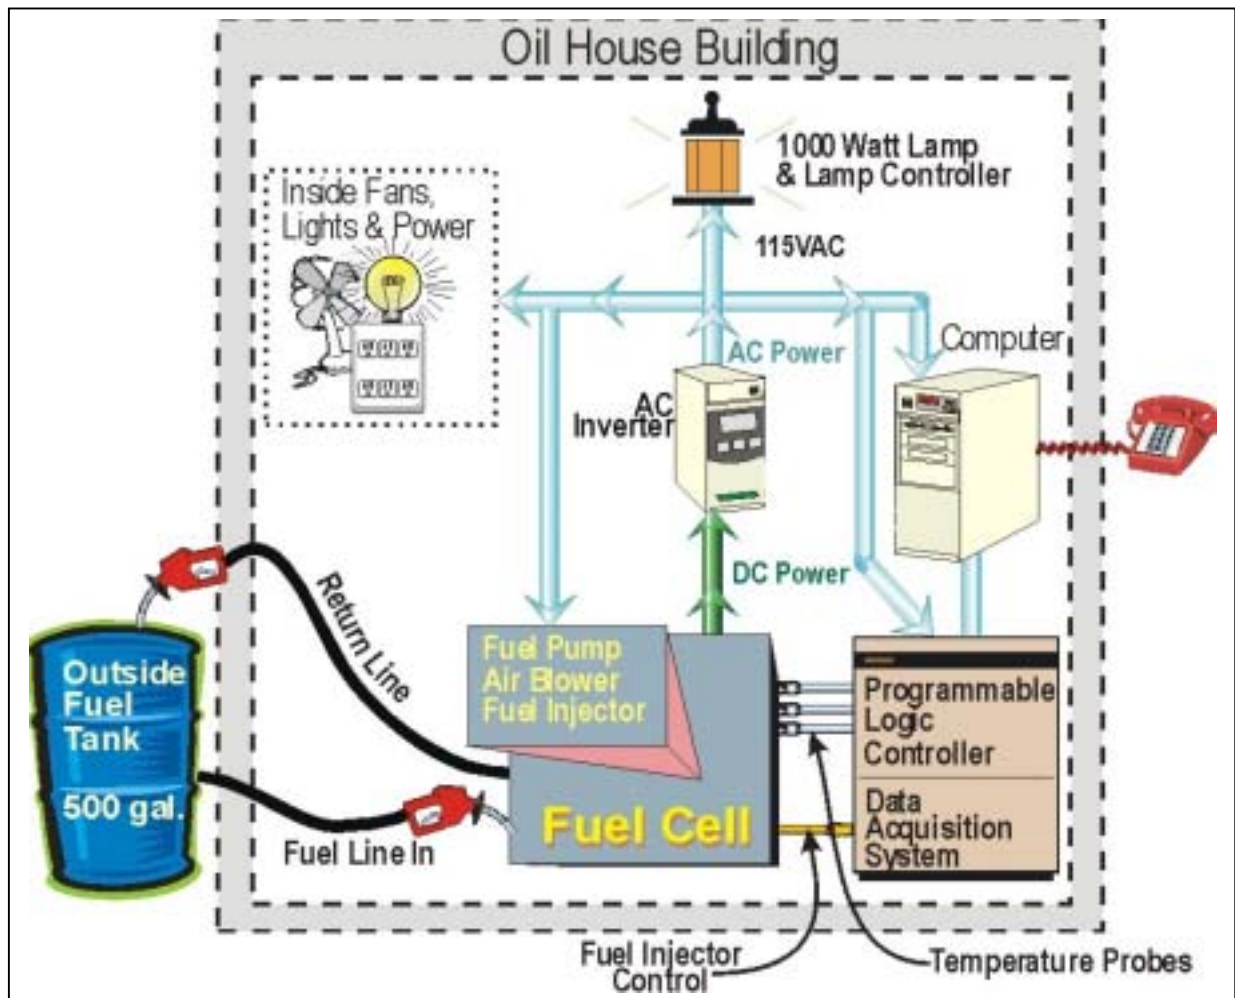 Oil House Building
1000 Watt Lamp
& Lamp Controller
Inside Fans,
Lights & Power
115VAC
Computer
AC Power
AC
Inverter
DC Power
Return Line
Fuel Pump
Air Blower
Fuel Injector
Outside
Fuel
Tank
500 gal.
Programmable
Logic
Controller
Fuel Cell
Data
Acquisition
System
Fuel Line In
Fuel Injector
Control
Temperature Probes